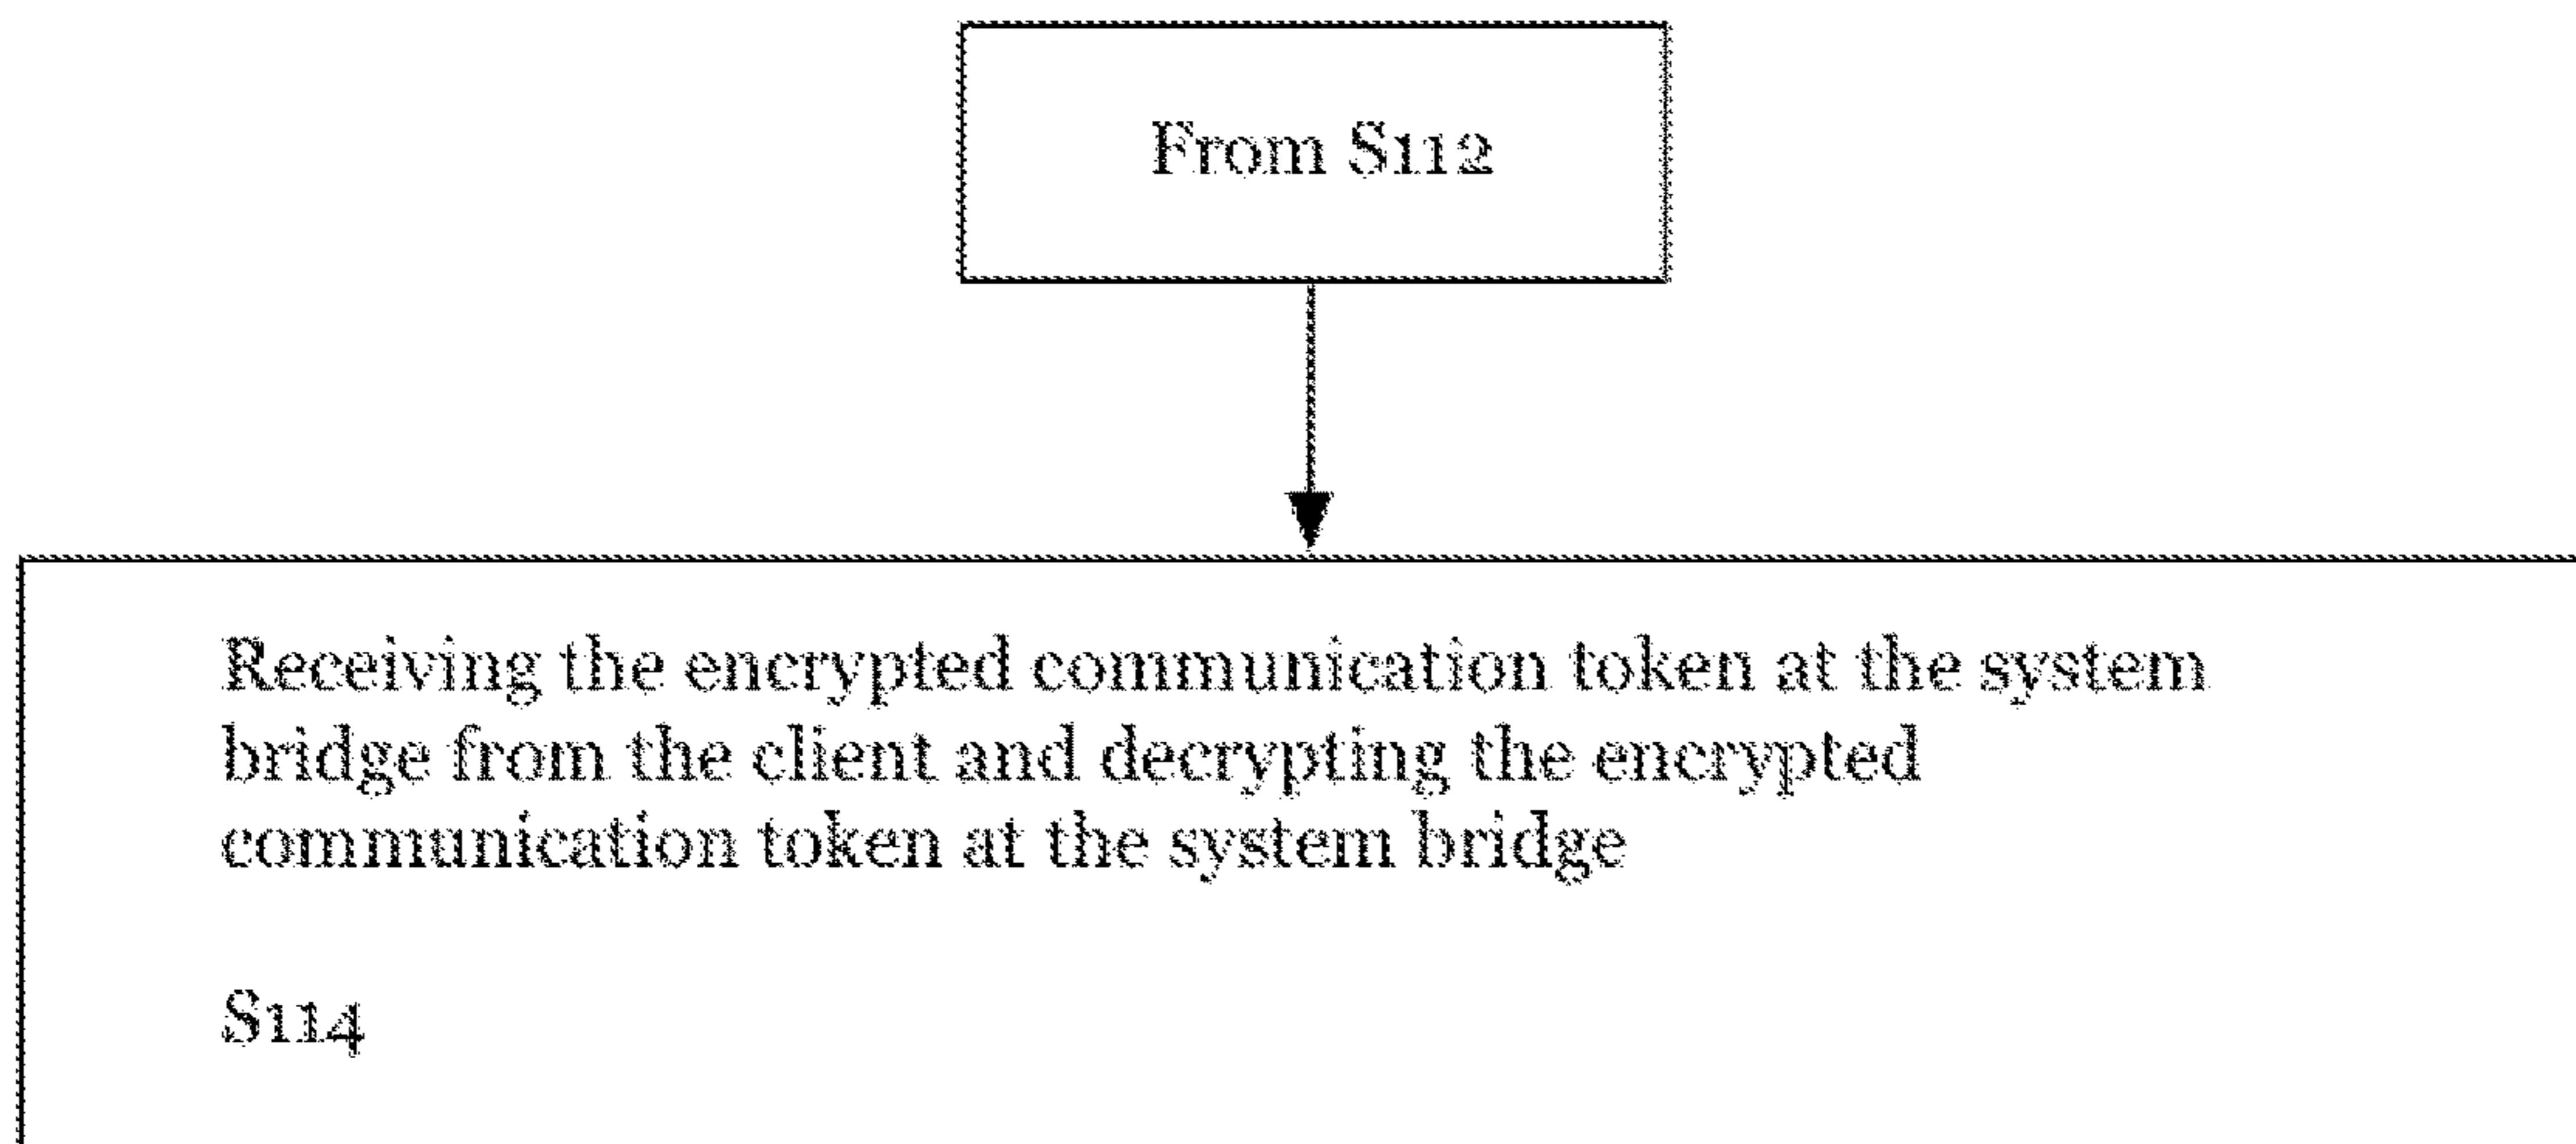 From S112
Receiving the encrypted communication token at the system
bridge from the client and decrypting the encrypted
communication token at the system bridge
S114